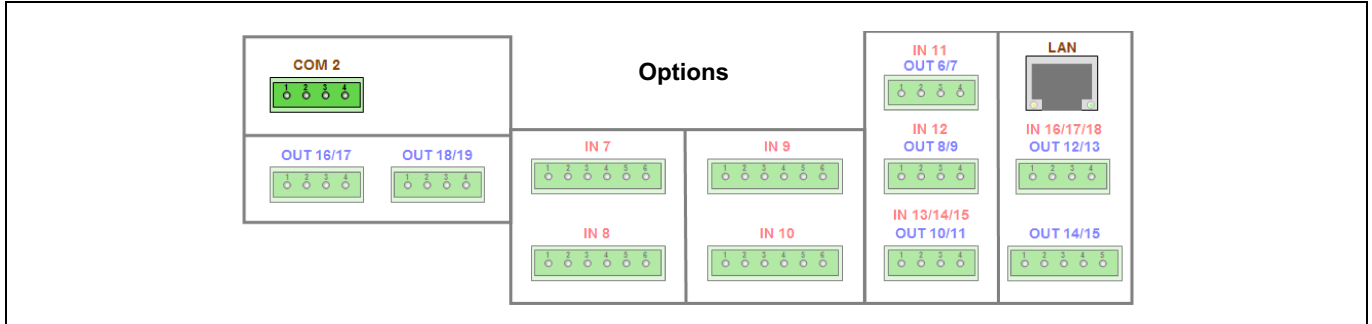 COM 2
1 2 3 4
OUT 16/17
1 2 3 4
OUT 18/19
1 2 3 4
Options
IN 7
1 2 3 4 5 6
IN 8
1 2 3 4 5 6
IN 9
1 2 3 4 5 6
IN 10
1 2 3 4 5 6
IN 11
OUT 6/7
1 2 3 4
IN 12
OUT 8/9
1 2 3 4
IN 13/14/15
OUT 10/11
1 2 3 4
LAN
IN 16/17/18
OUT 12/13
1 2 3 4
OUT 14/15
1 2 3 4 5